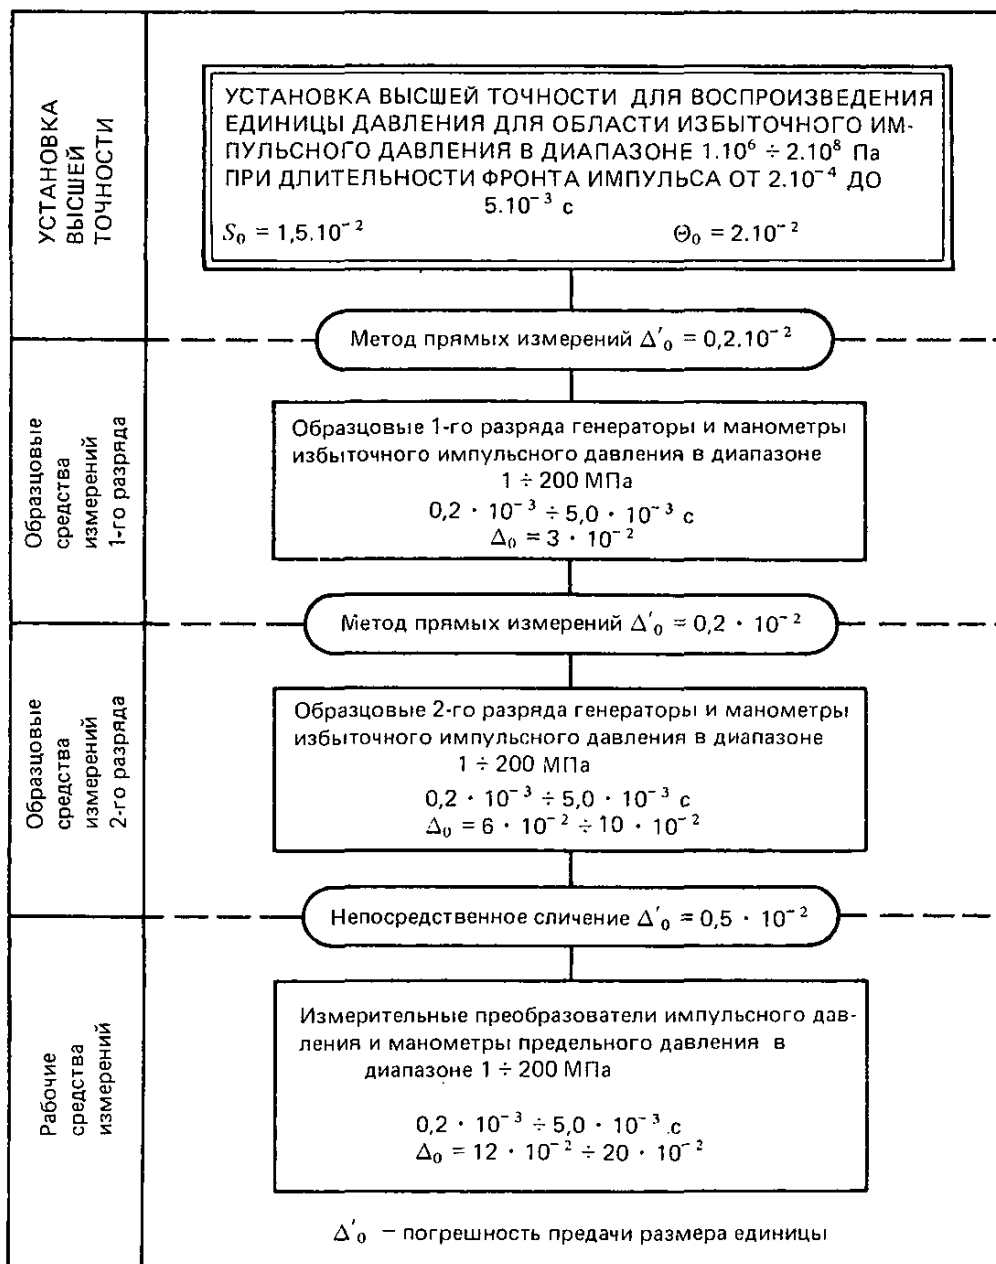 УСТАНОВКА
ВЫСШЕЙ
ТОЧНОСТИ
УСТАНОВКА ВЫСШЕЙ ТОЧНОСТИ ДЛЯ ВОСПРОИЗВЕДЕНИЯ
ЕДИНИЦЫ ДАВЛЕНИЯ ДЛЯ ОБЛАСТИ ИЗБЫТОЧНОГО ИМ-
ПУЛЬСНОГО ДАВЛЕНИЯ В ДИАПАЗОНЕ 1.10⁶ ÷ 2.10⁸ Па
ПРИ ДЛИТЕЛЬНОСТИ ФРОНТА ИМПУЛЬСА ОТ 2.10⁻⁴ ДО
5.10⁻³ с
S₀ = 1,5.10⁻² Θ₀ = 2.10⁻²
Метод прямых измерений Δ′₀ = 0,2.10⁻²
Образцовые
средства
измерений
1-го разряда
Образцовые 1-го разряда генераторы и манометры
избыточного импульсного давления в диапазоне
1 ÷ 200 МПа
0,2 · 10⁻³ ÷ 5,0 · 10⁻³ с
Δ₀ = 3 · 10⁻²
Метод прямых измерений Δ′₀ = 0,2 · 10⁻²
Образцовые
средства
измерений
2-го разряда
Образцовые 2-го разряда генераторы и манометры
избыточного импульсного давления в диапазоне
1 ÷ 200 МПа
0,2 · 10⁻³ ÷ 5,0 · 10⁻³ с
Δ₀ = 6 · 10⁻² ÷ 10 · 10⁻²
Непосредственное сличение Δ′₀ = 0,5 · 10⁻²
Рабочие
средства
измерений
Измерительные преобразователи импульсного дав-
ления и манометры предельного давления в
диапазоне 1 ÷ 200 МПа
0,2 · 10⁻³ ÷ 5,0 · 10⁻³ с
Δ₀ = 12 · 10⁻² ÷ 20 · 10⁻²
Δ′₀ – погрешность предачи размера единицы